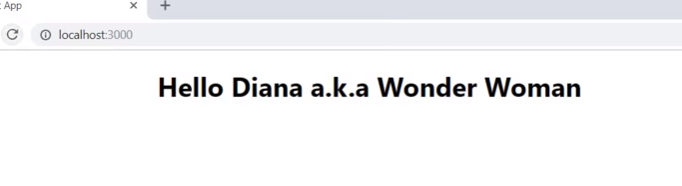 App
localhost:3000
Hello Diana a.k.a Wonder Woman